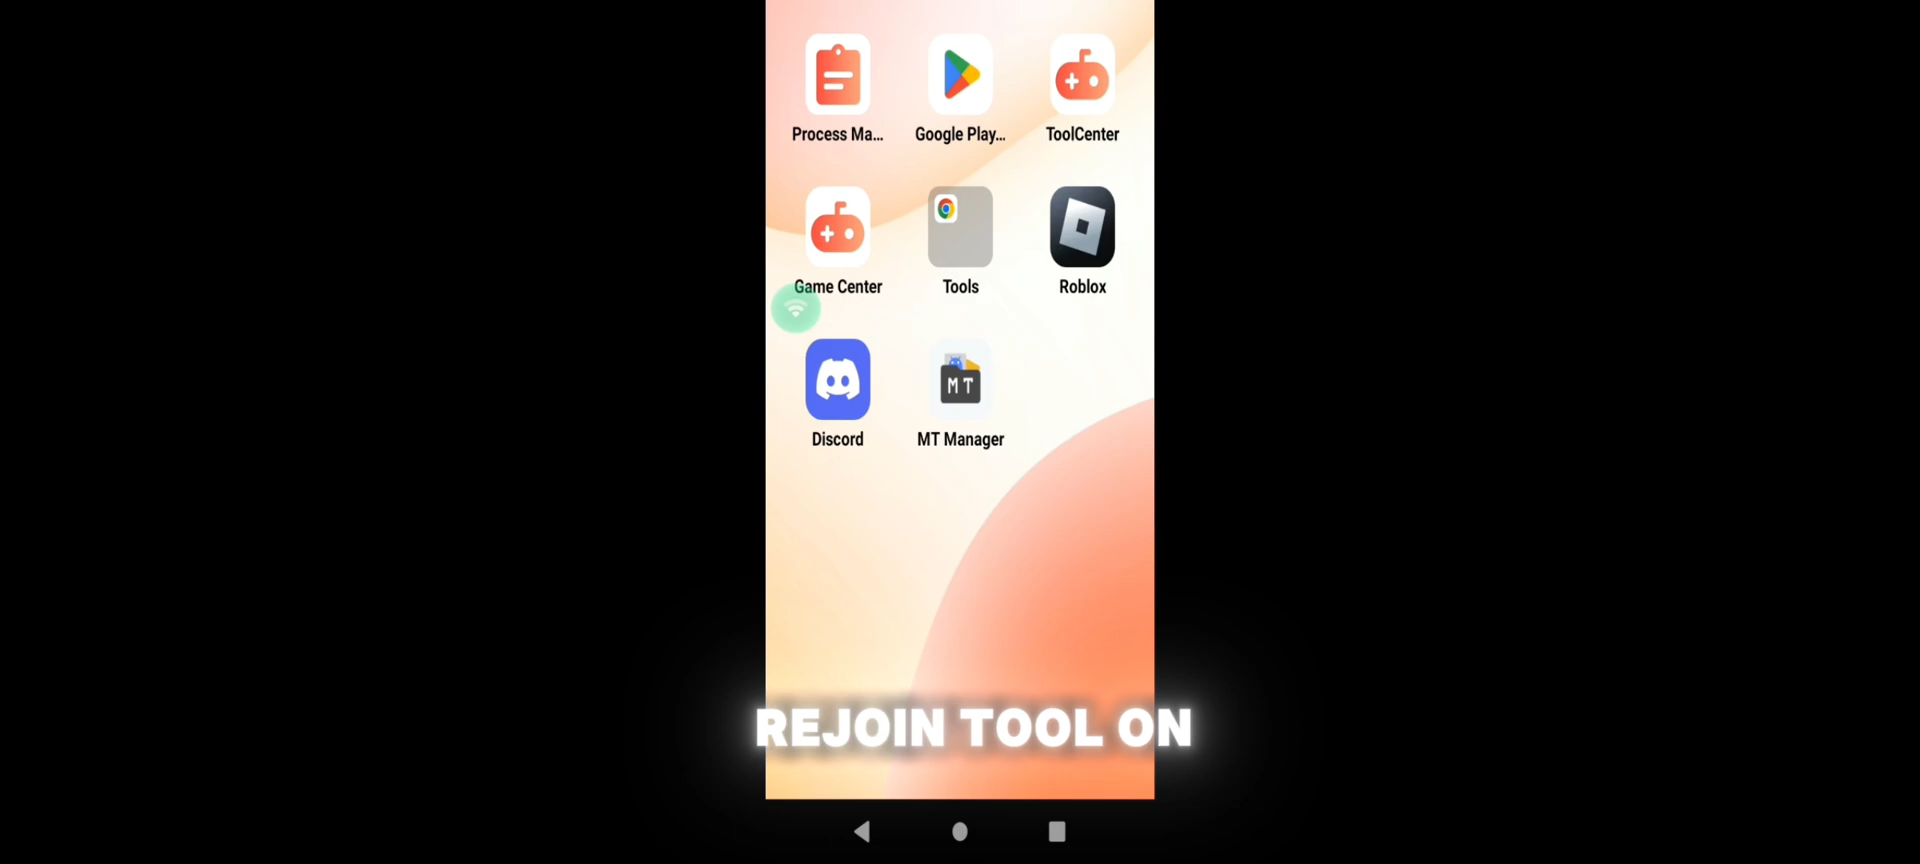 Process Ma...
Google Play...
ToolCenter
Game Center
Tools
Roblox
Discord
MT
MT Manager
REJOIN TOOL ON